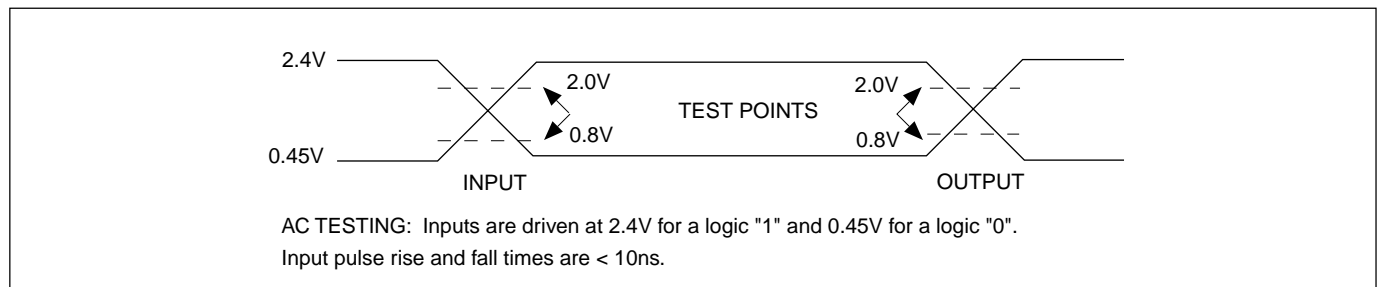 2.4V
2.0V
2.0V
TEST POINTS
0.8V
0.8V
0.45V
INPUT
OUTPUT
AC TESTING: Inputs are driven at 2.4V for a logic "1" and 0.45V for a logic "0".
Input pulse rise and fall times are < 10ns.